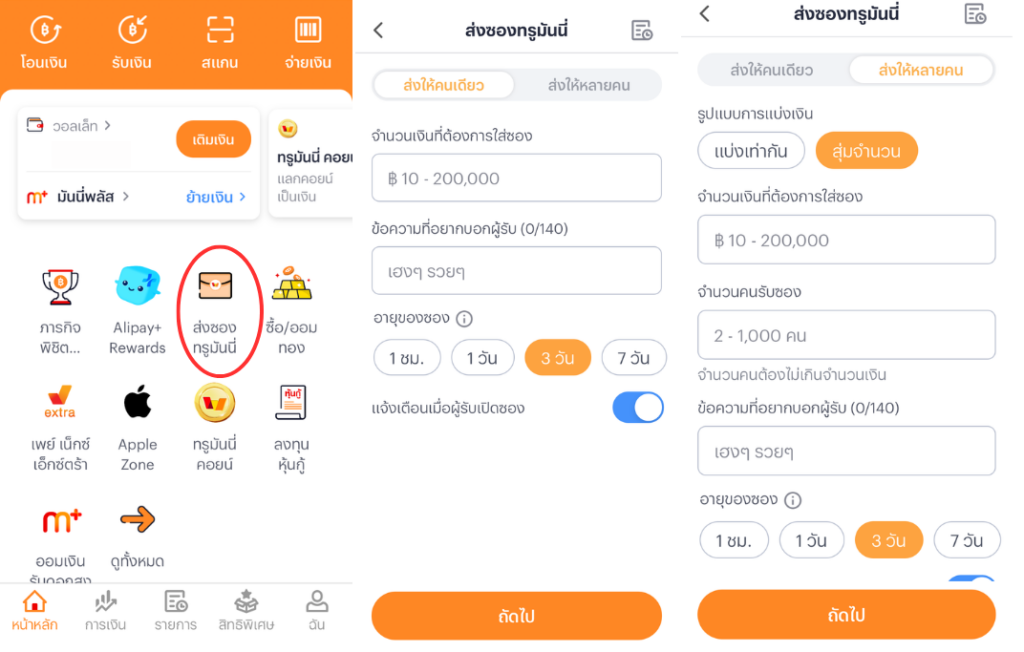 โอนเงิน
รับเงิน
สแกน
จ่ายเงิน
วอลเล็ท >
เติมเงิน
m+ มันนี่พลัส >
ย้ายเงิน >
ทรูมันนี่ คอย
แลกคอยน์
เป็นเงิน
ภารกิจ
พิชิต...
Alipay+
Rewards
ส่งซอง
ทรูมันนี่
ซื้อ/ออม
ทอง
extra
หุ้นกู้
เพย์ เน็กซ์
เอ็กซ์ตร้า
Apple
Zone
ทรูมันนี่
คอยน์
ลงทุน
หุ้นกู้
m+
ออมเงิน
รับดอกสูง
ดูทั้งหมด
หน้าหลัก
การเงิน
รายการ
สิทธิพิเศษ
ฉัน
ส่งซองทรูมันนี่
ส่งให้คนเดียว
ส่งให้หลายคน
จำนวนเงินที่ต้องการใส่ซอง
฿ 10 - 200,000
ข้อความที่อยากบอกผู้รับ (0/140)
เฮงๆ รวยๆ
อายุของซอง
1 ชม.
1 วัน
3 วัน
7 วัน
แจ้งเตือนเมื่อผู้รับเปิดซอง
ถัดไป
ส่งซองทรูมันนี่
ส่งให้คนเดียว
ส่งให้หลายคน
รูปแบบการแบ่งเงิน
แบ่งเท่ากัน
สุ่มจำนวน
จำนวนเงินที่ต้องการใส่ซอง
฿ 10 - 200,000
จำนวนคนรับซอง
2 - 1,000 คน
จำนวนคนต้องไม่เกินจำนวนเงิน
ข้อความที่อยากบอกผู้รับ (0/140)
เฮงๆ รวยๆ
อายุของซอง
1 ชม.
1 วัน
3 วัน
7 วัน
ถัดไป